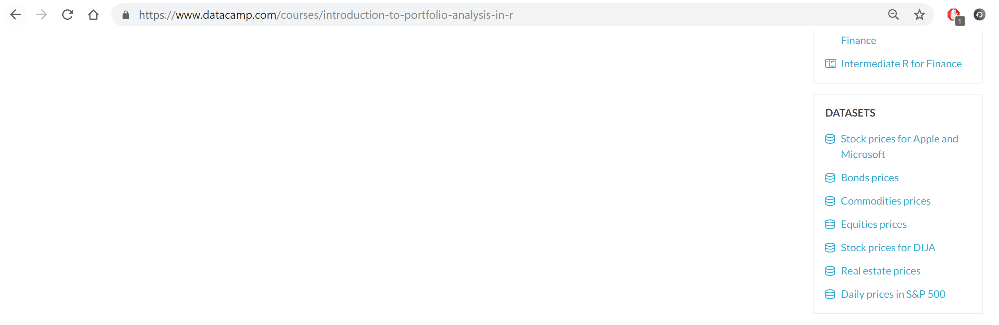 https://www.datacamp.com/courses/introduction-to-portfolio-analysis-in-r
1
Finance
Intermediate R for Finance
DATASETS
Stock prices for Apple and
Microsoft
Bonds prices
Commodities prices
Equities prices
Stock prices for DIJA
Real estate prices
Daily prices in S&P 500